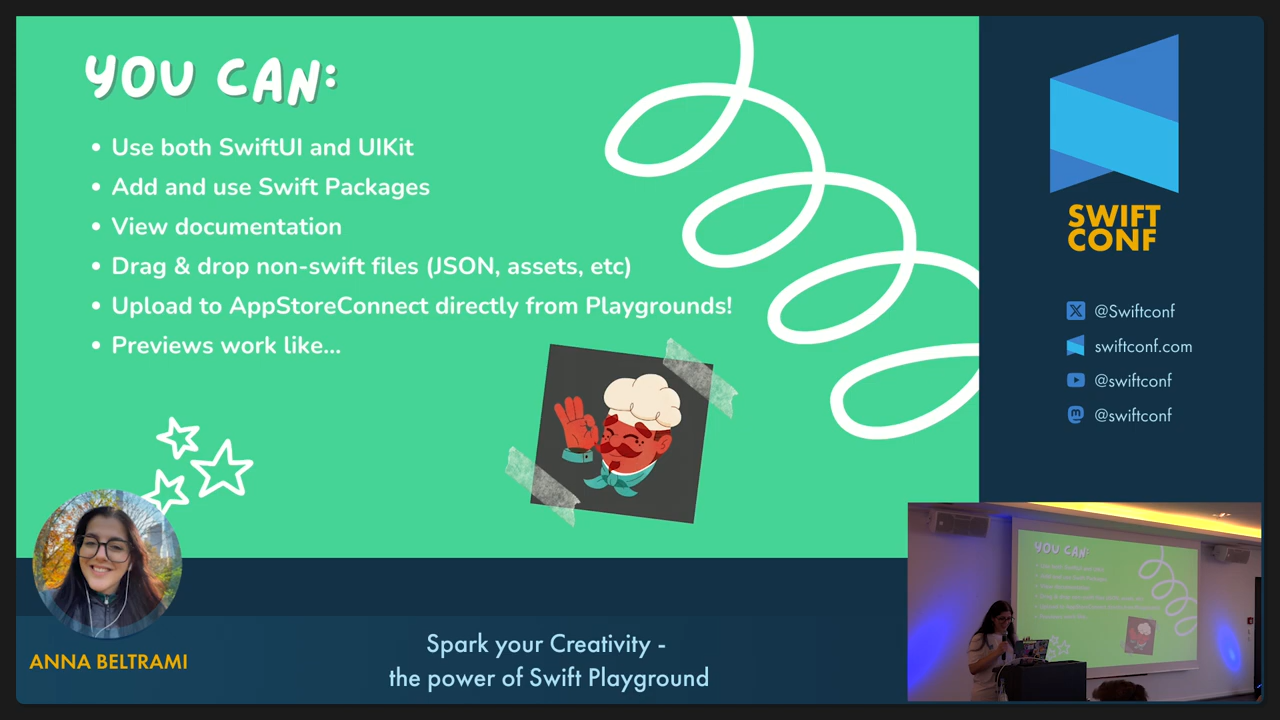 YOU CAN:
• Use both SwiftUI and UIKit
• Add and use Swift Packages
• View documentation
• Drag & drop non-swift files (JSON, assets, etc)
• Upload to AppStoreConnect directly from Playgrounds!
• Previews work like...
SWIFT
CONF
@Swiftconf
swiftconf.com
@swiftconf
@swiftconf
YOU CAN:
ANNA BELTRAMI
Spark your Creativity -
the power of Swift Playground